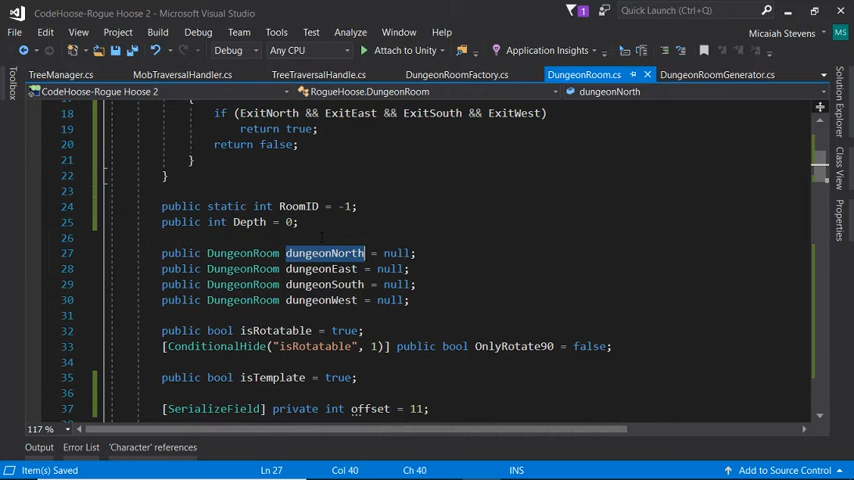 CodeHoose-Rogue Hoose 2 - Microsoft Visual Studio
1
Quick Launch (Ctrl+Q)
File Edit View Project Build Debug Team Tools Test Analyze Window Help
Micaiah Stevens
MS
Debug Any CPU Attach to Unity Application Insights
TreeManager.cs MobTraversalHandler.cs TreeTraversalHandle.cs DungeonRoomFactory.cs DungeonRoom.cs DungeonRoomGenerator.cs
CodeHoose-Rogue Hoose 2 RogueHoose.DungeonRoom dungeonNorth
Toolbox
Solution Explorer
Class View
Properties
{
18 if (ExitNorth && ExitEast && ExitSouth && ExitWest)
19 return true;
20 return false;
21 }
22 }
23
24 public static int RoomID = -1;
25 public int Depth = 0;
26
27 public DungeonRoom dungeonNorth = null;
28 public DungeonRoom dungeonEast = null;
29 public DungeonRoom dungeonSouth = null;
30 public DungeonRoom dungeonWest = null;
31
32 public bool isRotatable = true;
33 [ConditionalHide("isRotatable", 1)] public bool OnlyRotate90 = false;
34
35 public bool isTemplate = true;
36
37 [SerializeField] private int offset = 11;
117 %
Output Error List 'Character' references
Item(s) Saved Ln 27 Col 40 Ch 40 INS Add to Source Control